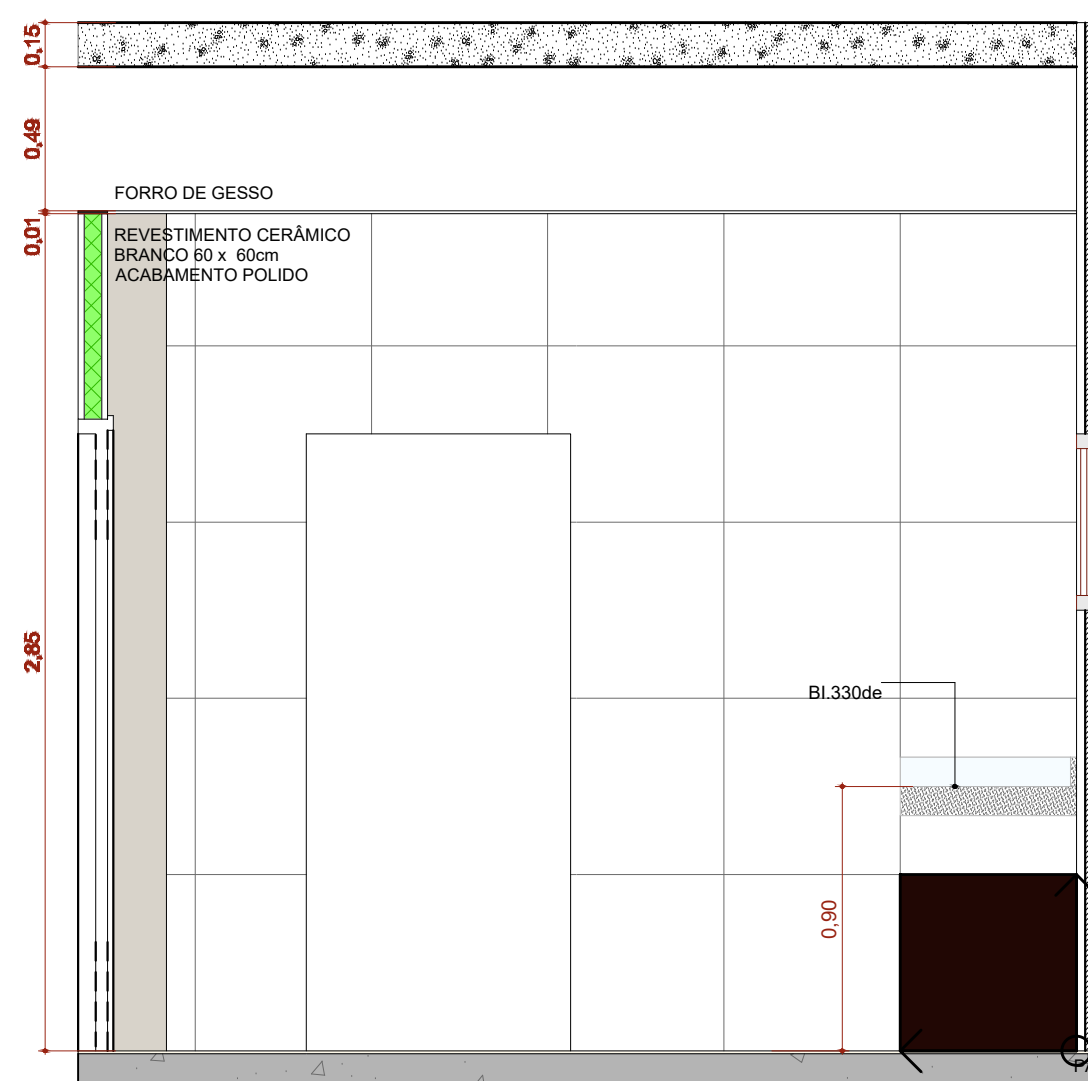 0,15
0,49
FORRO DE GESSO
0,01
REVESTIMENTO CERÂMICO
BRANCO 60 x 60cm
ACABAMENTO POLIDO
2,85
BI.330de
0,90